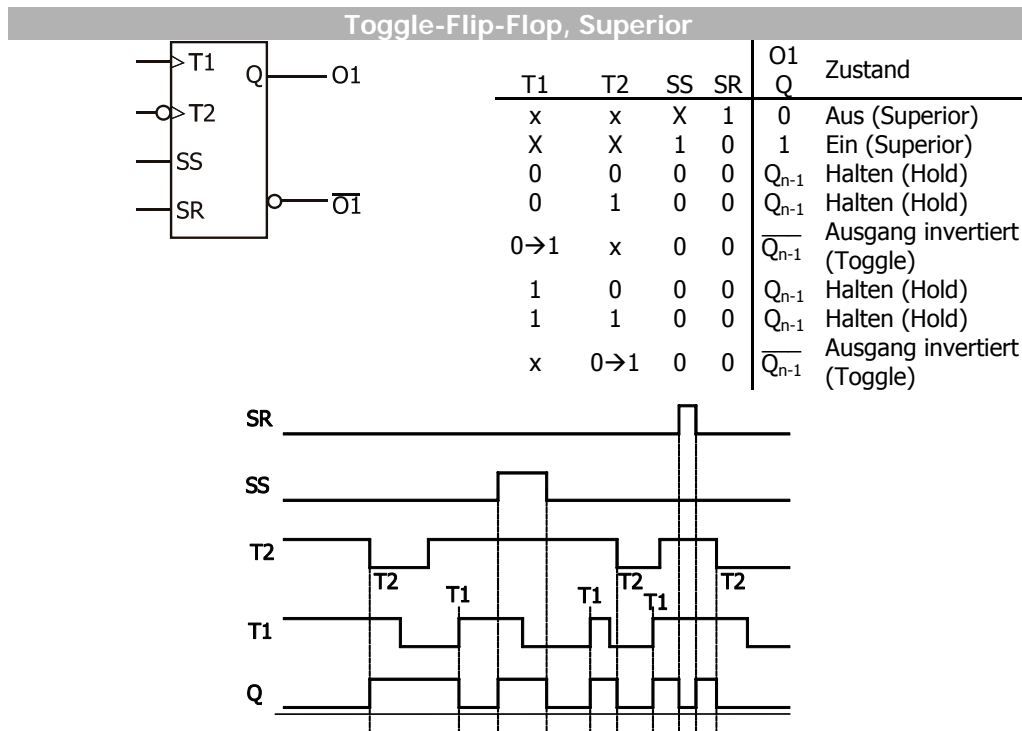 Toggle-Flip-Flop, Superior
T1 Q O1
T2
SS
SR O1
O1
T1 T2 SS SR Q Zustand
x x X 1 0 Aus (Superior)
X X 1 0 1 Ein (Superior)
0 0 0 0 Qn-1 Halten (Hold)
0 1 0 0 Qn-1 Halten (Hold)
0→1 x 0 0 Qn-1 Ausgang invertiert
(Toggle)
1 0 0 0 Qn-1 Halten (Hold)
1 1 0 0 Qn-1 Halten (Hold)
x 0→1 0 0 Qn-1 Ausgang invertiert
(Toggle)
SR
SS
T2
T2 T2 T2
T1 T1 T1
T1
Q